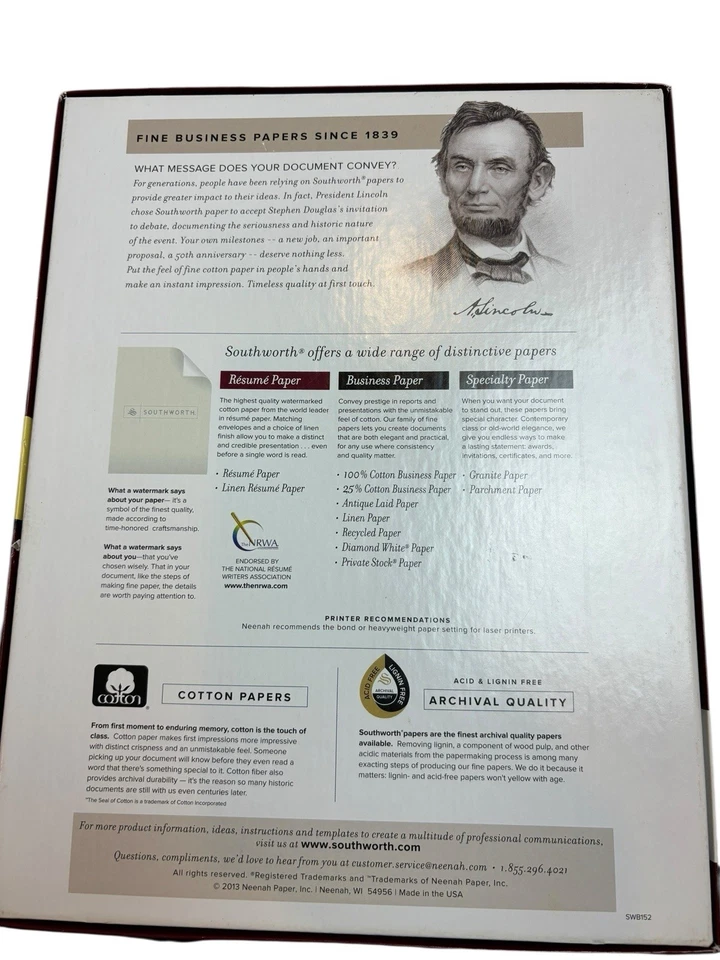 FINE BUSINESS PAPERS SINCE 1839
WHAT MESSAGE DOES YOUR DOCUMENT CONVEY?
For generations, people have been relying on Southworth® papers to
provide greater impact to their ideas. In fact, President Lincoln
chose Southworth paper to accept Stephen Douglas's invitation
to debate, documenting the seriousness and historic nature
of the event. Your own milestones -- a new job, an important
proposal, a 50th anniversary -- deserve nothing less.
Put the feel of fine cotton paper in people's hands and
make an instant impression. Timeless quality at first touch.
A. Lincoln
Southworth® offers a wide range of distinctive papers
SOUTHWORTH
What a watermark says
about your paper— it's a
symbol of the finest quality,
made according to
time-honored craftsmanship.
What a watermark says
about you—that you've
chosen wisely. That in your
document, like the steps of
making fine paper, the details
are worth paying attention to.
Résumé Paper
The highest quality watermarked
cotton paper from the world leader
in résumé paper. Matching
envelopes and a choice of linen
finish allow you to make a distinct
and credible presentation . . . even
before a single word is read.
• Résumé Paper
• Linen Résumé Paper
The NRWA
ENDORSED BY
THE NATIONAL RÉSUMÉ
WRITERS ASSOCIATION
www.thenrwa.com
Business Paper
Convey prestige in reports and
presentations with the unmistakable
feel of cotton. Our family of fine
papers lets you create documents
that are both elegant and practical,
for any use where consistency
and quality matter.
• 100% Cotton Business Paper
• 25% Cotton Business Paper
• Antique Laid Paper
• Linen Paper
• Recycled Paper
• Diamond White® Paper
• Private Stock® Paper
Specialty Paper
When you want your document
to stand out, these papers bring
special character. Contemporary
class or old-world elegance, we
give you endless ways to make
a lasting statement: awards,
invitations, certificates, and more.
• Granite Paper
• Parchment Paper
PRINTER RECOMMENDATIONS
Neenah recommends the bond or heavyweight paper setting for laser printers.
cotton
COTTON PAPERS
From first moment to enduring memory, cotton is the touch of
class. Cotton paper makes first impressions more impressive
with distinct crispness and an unmistakable feel. Someone
picking up your document will know before they even read a
word that there's something special to it. Cotton fiber also
provides archival durability — it's the reason so many historic
documents are still with us even centuries later.
™The Seal of Cotton is a trademark of Cotton Incorporated
ACID FREE
LIGNIN FREE
ARCHIVAL
QUALITY
ACID & LIGNIN FREE
ARCHIVAL QUALITY
Southworth® papers are the finest archival quality papers
available. Removing lignin, a component of wood pulp, and other
acidic materials from the papermaking process is among many
exacting steps of producing our fine papers. We do it because it
matters: lignin- and acid-free papers won't yellow with age.
For more product information, ideas, instructions and templates to create a multitude of professional communications,
visit us at www.southworth.com
Questions, compliments, we'd love to hear from you at customer.service@neenah.com • 1.855.296.4021
All rights reserved. ®Registered Trademarks and ™Trademarks of Neenah Paper, Inc.
© 2013 Neenah Paper, Inc. | Neenah, WI 54956 | Made in the USA
SWB152